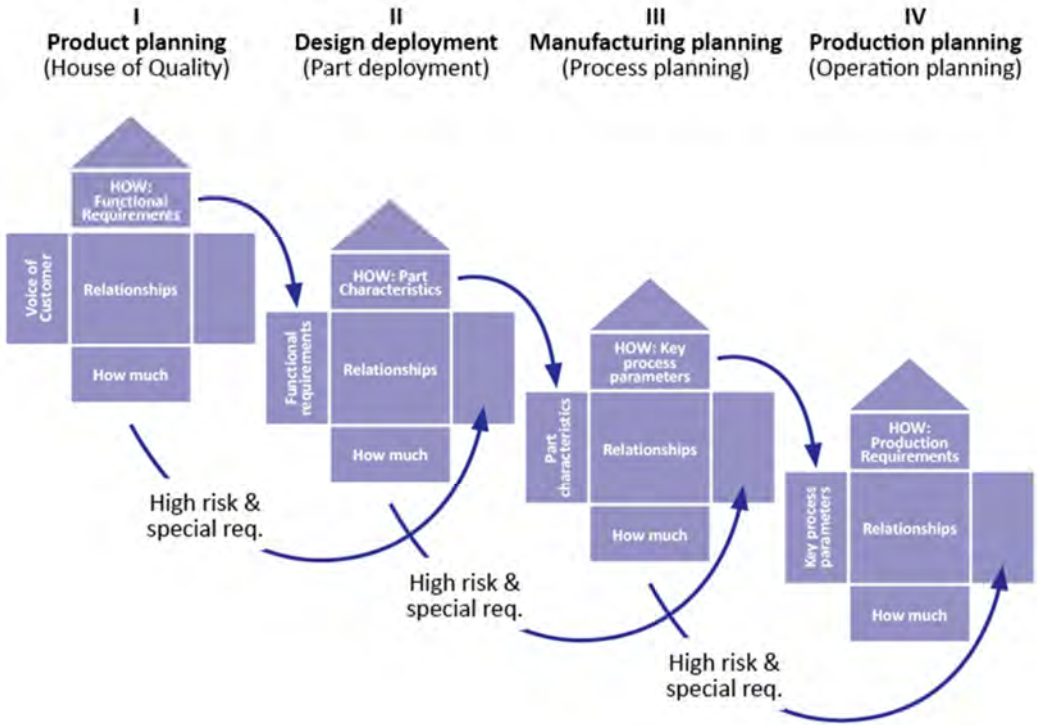 I
Product planning
(House of Quality)
II
Design deployment
(Part deployment)
III
Manufacturing planning
(Process planning)
IV
Production planning
(Operation planning)
HOW:
Functional
Requirements
Voice of
Customer
Relationships
How much
High risk &
special req.
HOW: Part
Characteristics
Functional
requirements
Relationships
How much
High risk &
special req.
HOW: Key
process
parameters
Part
characteristics
Relationships
How much
High risk &
special req.
HOW:
Production
Requirements
Key process
parameters
Relationships
How much